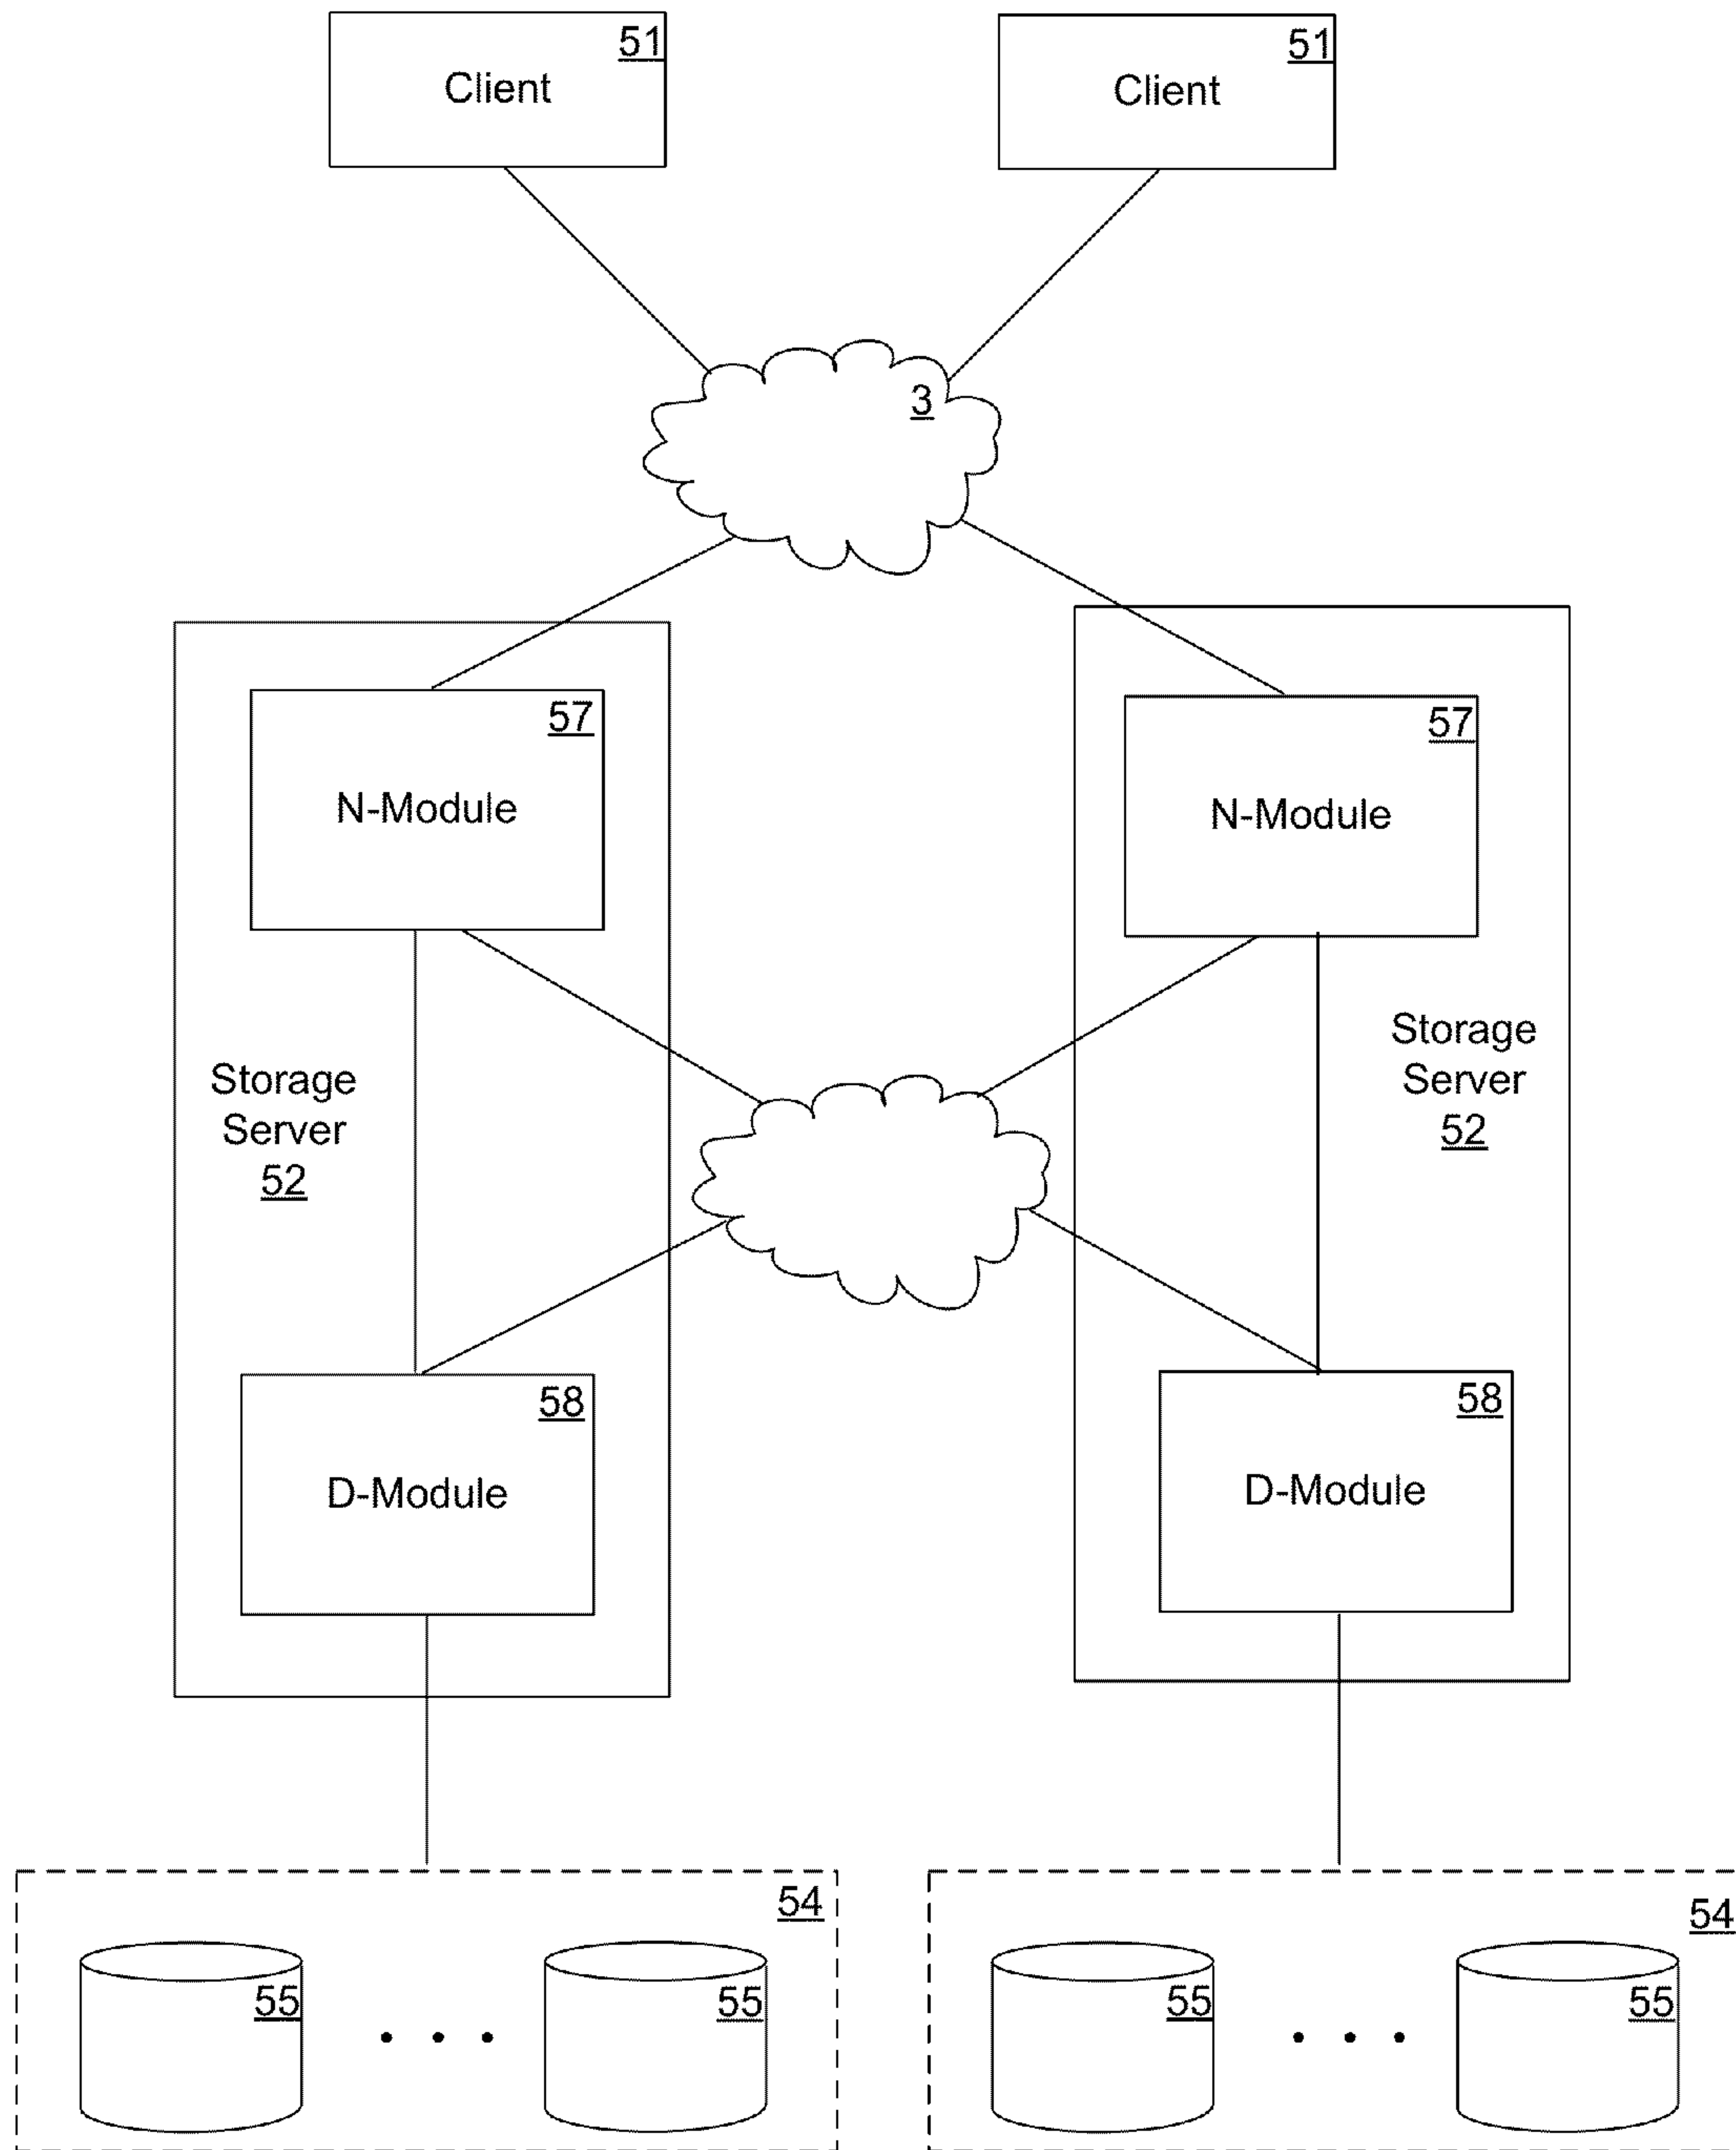 51
Client
51
Client
3
57
N-Module
57
N-Module
Storage
Server
52
Storage
Server
52
58
D-Module
58
D-Module
54
55
55
54
55
55